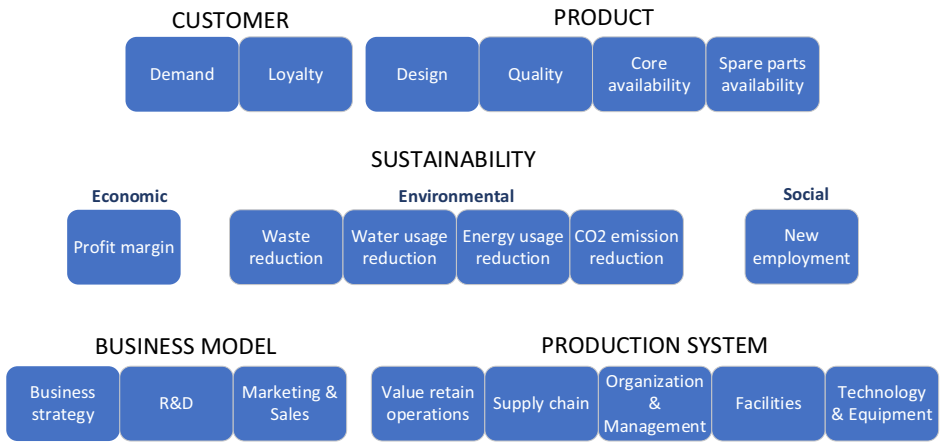 CUSTOMER
Demand
Loyalty
PRODUCT
Design
Quality
Core
availability
Spare parts
availability
SUSTAINABILITY
Economic
Profit margin
Environmental
Waste
reduction
Water usage
reduction
Energy usage
reduction
CO2 emission
reduction
Social
New
employment
BUSINESS MODEL
Business
strategy
R&D
Marketing &
Sales
PRODUCTION SYSTEM
Value retain
operations
Supply chain
Organization
&
Management
Facilities
Technology
& Equipment